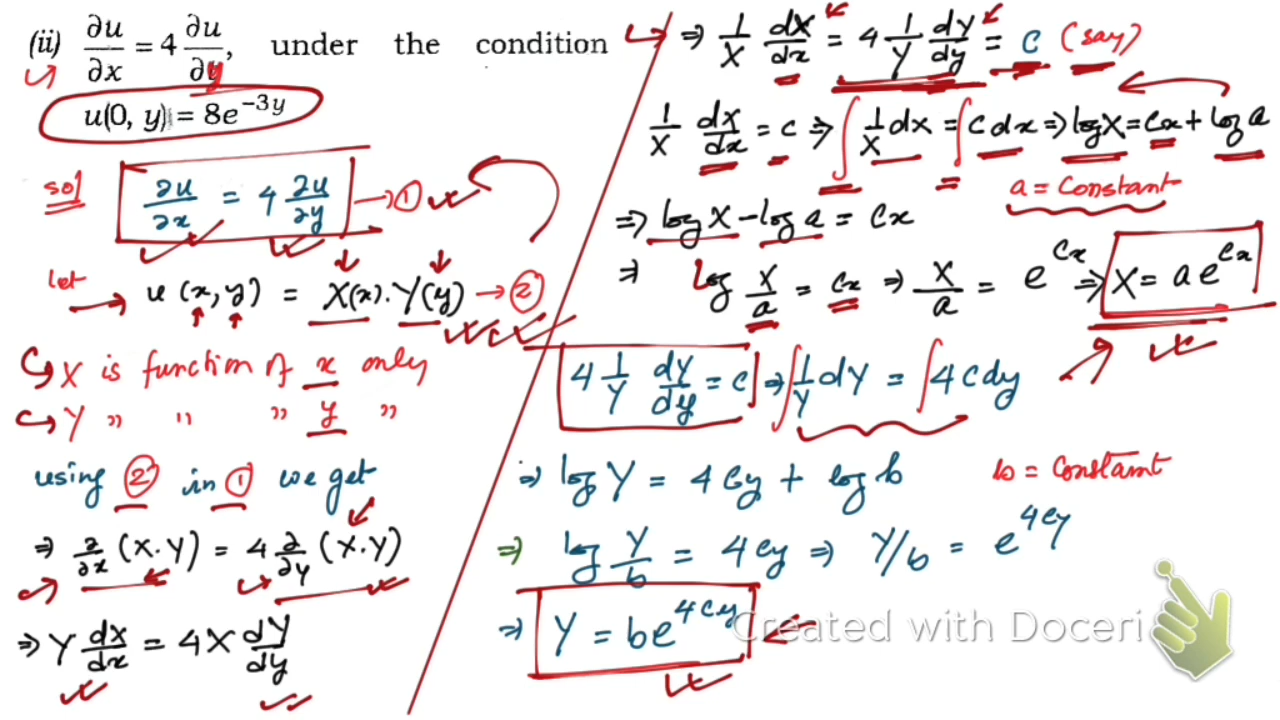 (ii) ∂u/∂x = 4 ∂u/∂y, under the condition
u(0, y) = 8e^{-3y}
sol ∂u/∂x = 4 ∂u/∂y → ①
let u (x, y) = X(x). Y(y) → ②
X is function of x only
Y " " " y "
using ② in ① we get
⇒ ∂/∂x (X.Y) = 4 ∂/∂y (X.Y)
⇒ Y dX/dx = 4X dY/dy
⇒ 1/X dX/dx = 4 1/Y dY/dy = C (say)
1/X dX/dx = c ⇒ ∫ 1/X dX = ∫ c dx ⇒ log X = Cx + log a
a = Constant
⇒ log X - log a = Cx
⇒ log X/a = Cx ⇒ X/a = e^{Cx} ⇒ X = a e^{Cx}
4 1/Y dY/dy = C ⇒ ∫ 1/Y dY = ∫ 4 C dy
⇒ log Y = 4Cy + log b b = Constamt
⇒ log Y/b = 4Cy ⇒ Y/b = e^{4Cy}
⇒ Y = be^{4Cy}
Created with Doceri